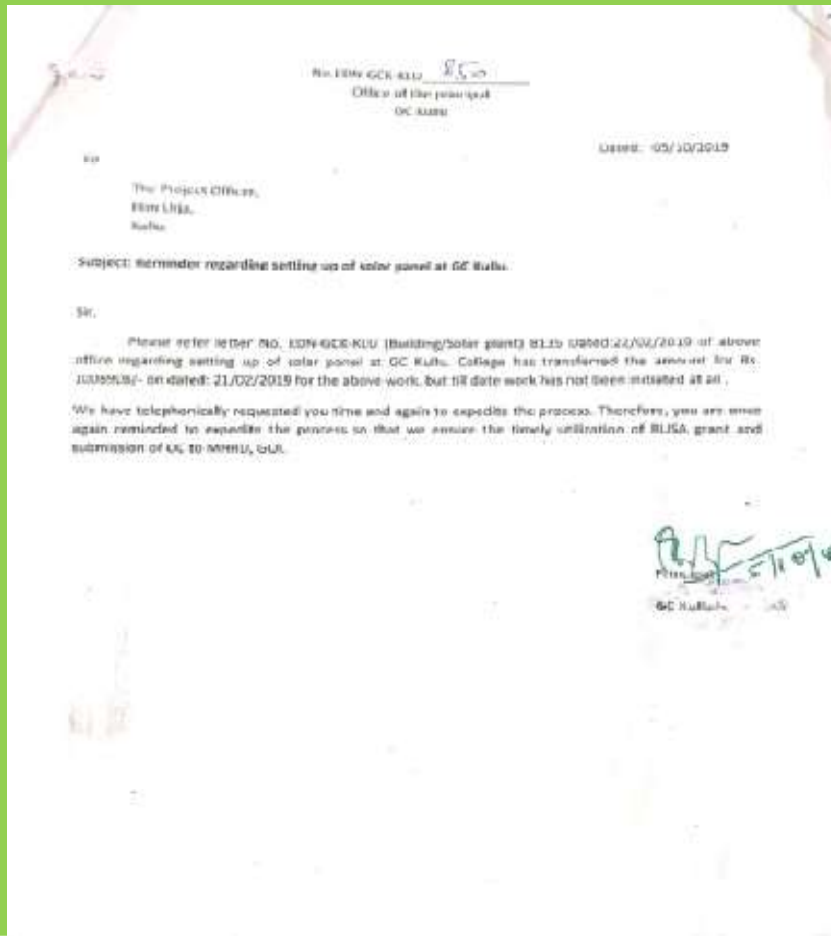 No. EDN-GCK-KLU 850
Office of the principal
GC Kullu
Dated: 05/10/2019
To
The Project Officer,
Kullu
Subject: Reminder regarding setting up of solar panel at GC Kullu.
Sir,
Please refer letter No. EDN-GCK-KLU (Building/Solar plant) 8135 Dated:22/02/2019 of above
office regarding setting up of solar panel at GC Kullu. College has transferred the amount for Rs.
on dated: 21/02/2019 for the above work, but till date work has not been initiated at all .
We have telephonically requested you time and again to expedite the process. Therefore, you are once
again reminded to expedite the process so that we ensure the timely utilization of RUSA grant and
submission of UC to MHRD, GOI.
Principal
GC Kullu